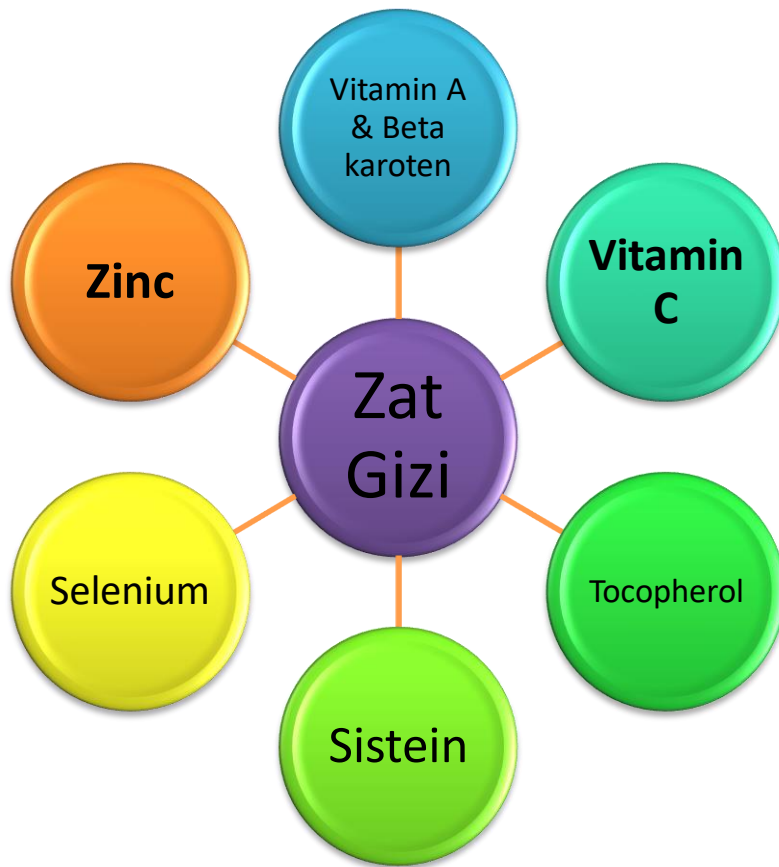 Vitamin A
& Beta
karoten
Zinc
Vitamin
C
Zat
Gizi
Selenium
Tocopherol
Sistein